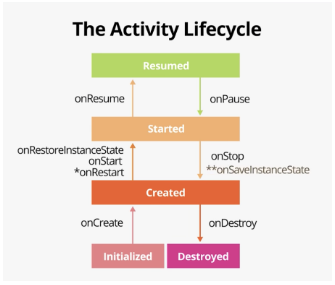 The Activity Lifecycle
Resumed
onResume
onPause
Started
onRestoreInstanceState
onStart
*onRestart
onStop
**onSaveInstanceState
Created
onCreate
onDestroy
Initialized
Destroyed